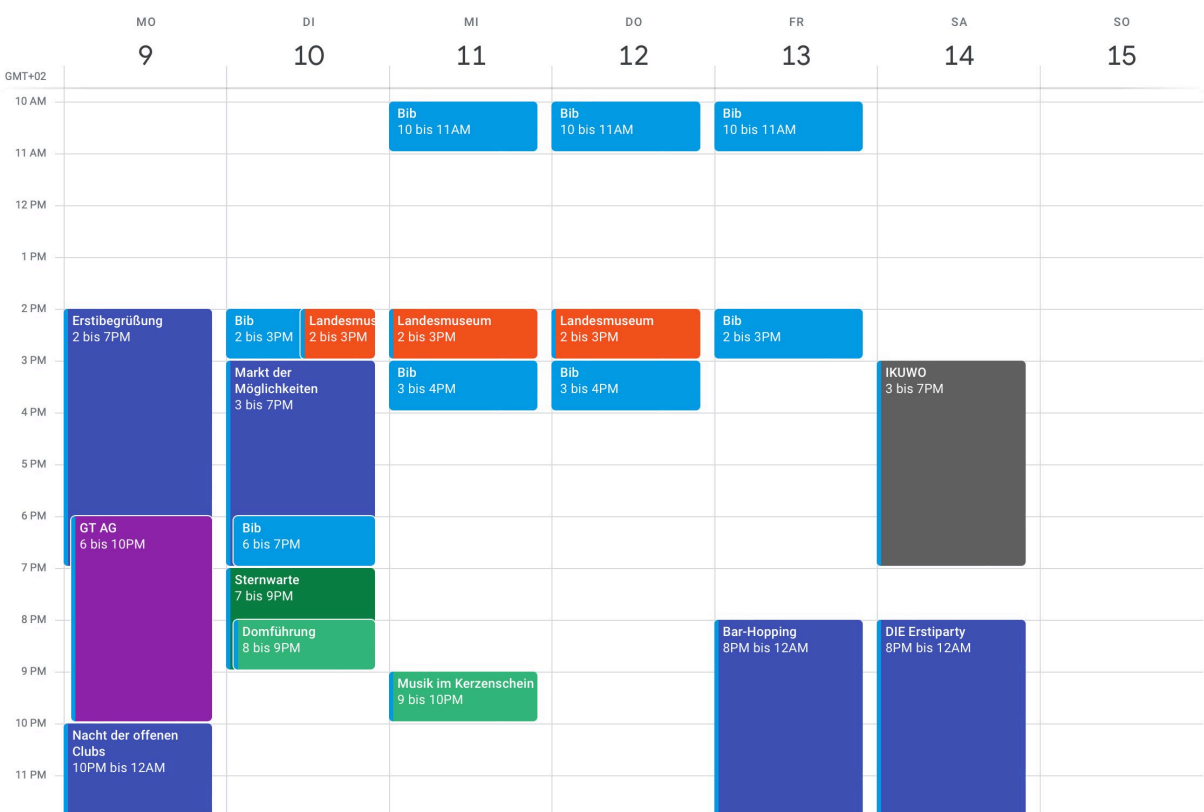 MO
DI
MI
DO
FR
SA
SO
9
10
11
12
13
14
15
GMT+02
10 AM
11 AM
12 PM
1 PM
2 PM
3 PM
4 PM
5 PM
6 PM
7 PM
8 PM
9 PM
10 PM
11 PM
Erstibegrüßung
2 bis 7PM
GT AG
6 bis 10PM
Nacht der offenen
Clubs
10PM bis 12AM
Bib
2 bis 3PM
Landesmus
2 bis 3PM
Markt der
Möglichkeiten
3 bis 7PM
Bib
6 bis 7PM
Sternwarte
7 bis 9PM
Domführung
8 bis 9PM
Bib
10 bis 11AM
Landesmuseum
2 bis 3PM
Bib
3 bis 4PM
Musik im Kerzenschein
9 bis 10PM
Bib
10 bis 11AM
Landesmuseum
2 bis 3PM
Bib
3 bis 4PM
Bib
10 bis 11AM
Bib
2 bis 3PM
Bar-Hopping
8PM bis 12AM
IKUWO
3 bis 7PM
DIE Erstiparty
8PM bis 12AM